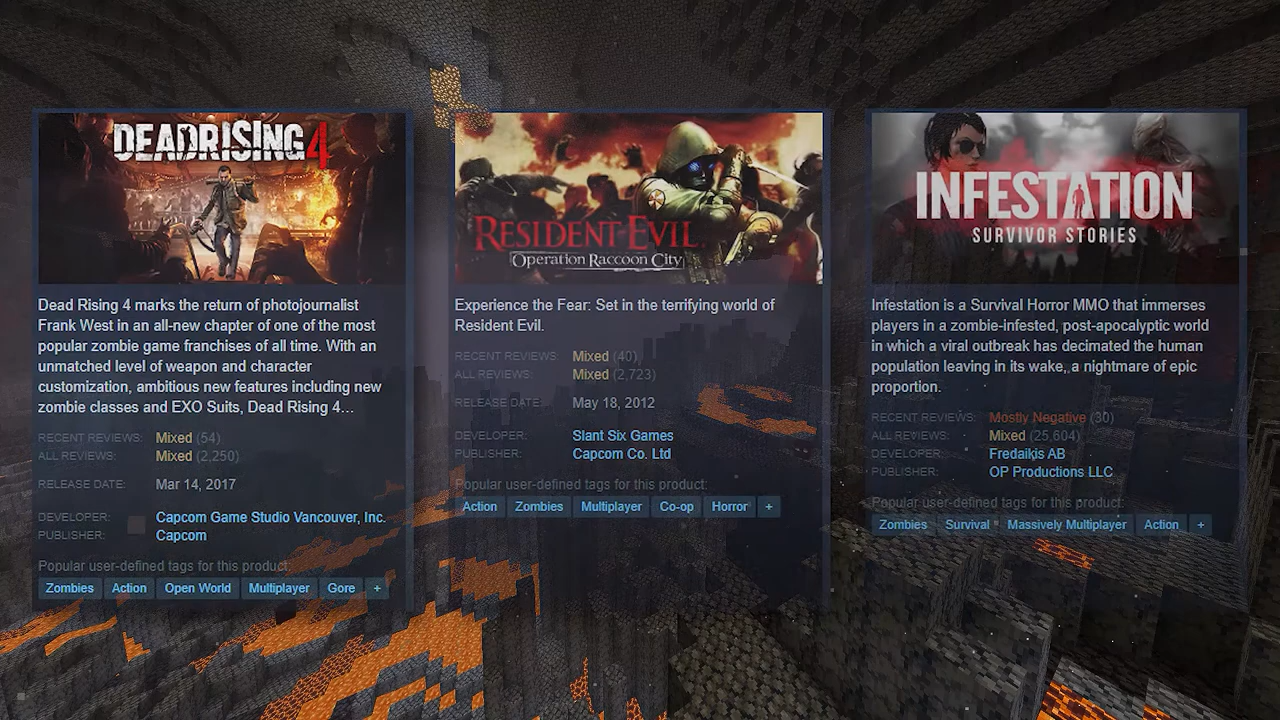 DEADRISING 4
Dead Rising 4 marks the return of photojournalist
Frank West in an all-new chapter of one of the most
popular zombie game franchises of all time. With an
unmatched level of weapon and character
customization, ambitious new features including new
zombie classes and EXO Suits, Dead Rising 4…
RECENT REVIEWS: Mixed (54)
ALL REVIEWS: Mixed (2,250)
RELEASE DATE: Mar 14, 2017
DEVELOPER: Capcom Game Studio Vancouver, Inc.
PUBLISHER: Capcom
Popular user-defined tags for this product:
Zombies Action Open World Multiplayer Gore +
RESIDENT EVIL
Operation Raccoon City
Experience the Fear: Set in the terrifying world of
Resident Evil.
RECENT REVIEWS: Mixed (40)
ALL REVIEWS: Mixed (2,723)
RELEASE DATE: May 18, 2012
DEVELOPER: Slant Six Games
PUBLISHER: Capcom Co. Ltd
Popular user-defined tags for this product:
Action Zombies Multiplayer Co-op Horror +
INFESTATION
SURVIVOR STORIES
Infestation is a Survival Horror MMO that immerses
players in a zombie-infested, post-apocalyptic world
in which a viral outbreak has decimated the human
population leaving in its wake, a nightmare of epic
proportion.
RECENT REVIEWS: Mostly Negative (30)
ALL REVIEWS: Mixed (25,604)
DEVELOPER: Fredaikis AB
PUBLISHER: OP Productions LLC
Popular user-defined tags for this product:
Zombies Survival Massively Multiplayer Action +